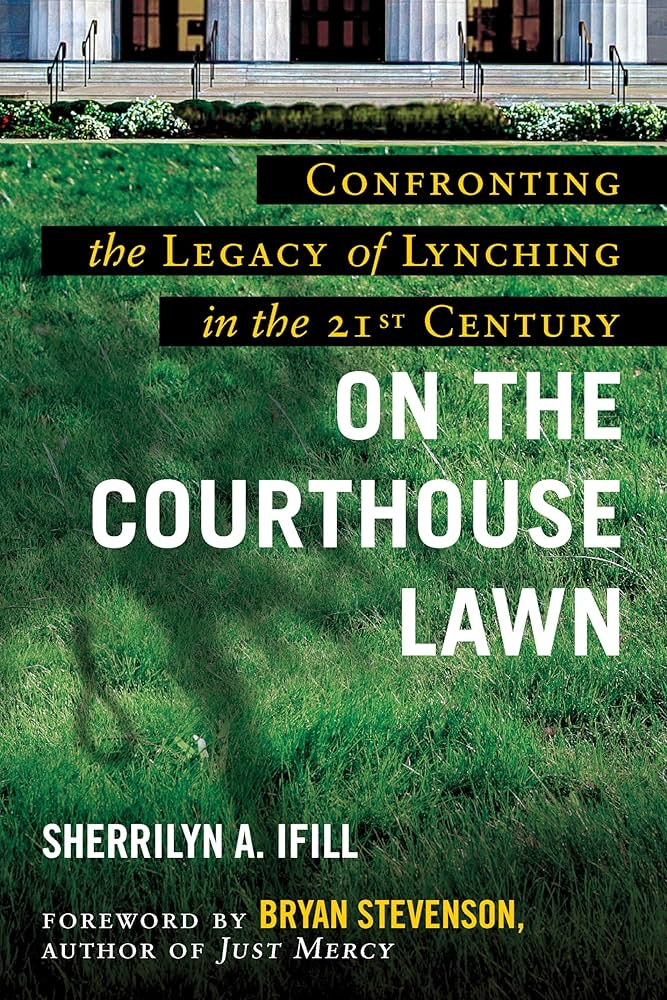 Confronting
the Legacy of Lynching
in the 21st Century
ON THE
COURTHOUSE
LAWN
SHERRILYN A. IFILL
FOREWORD BY BRYAN STEVENSON,
AUTHOR OF Just Mercy